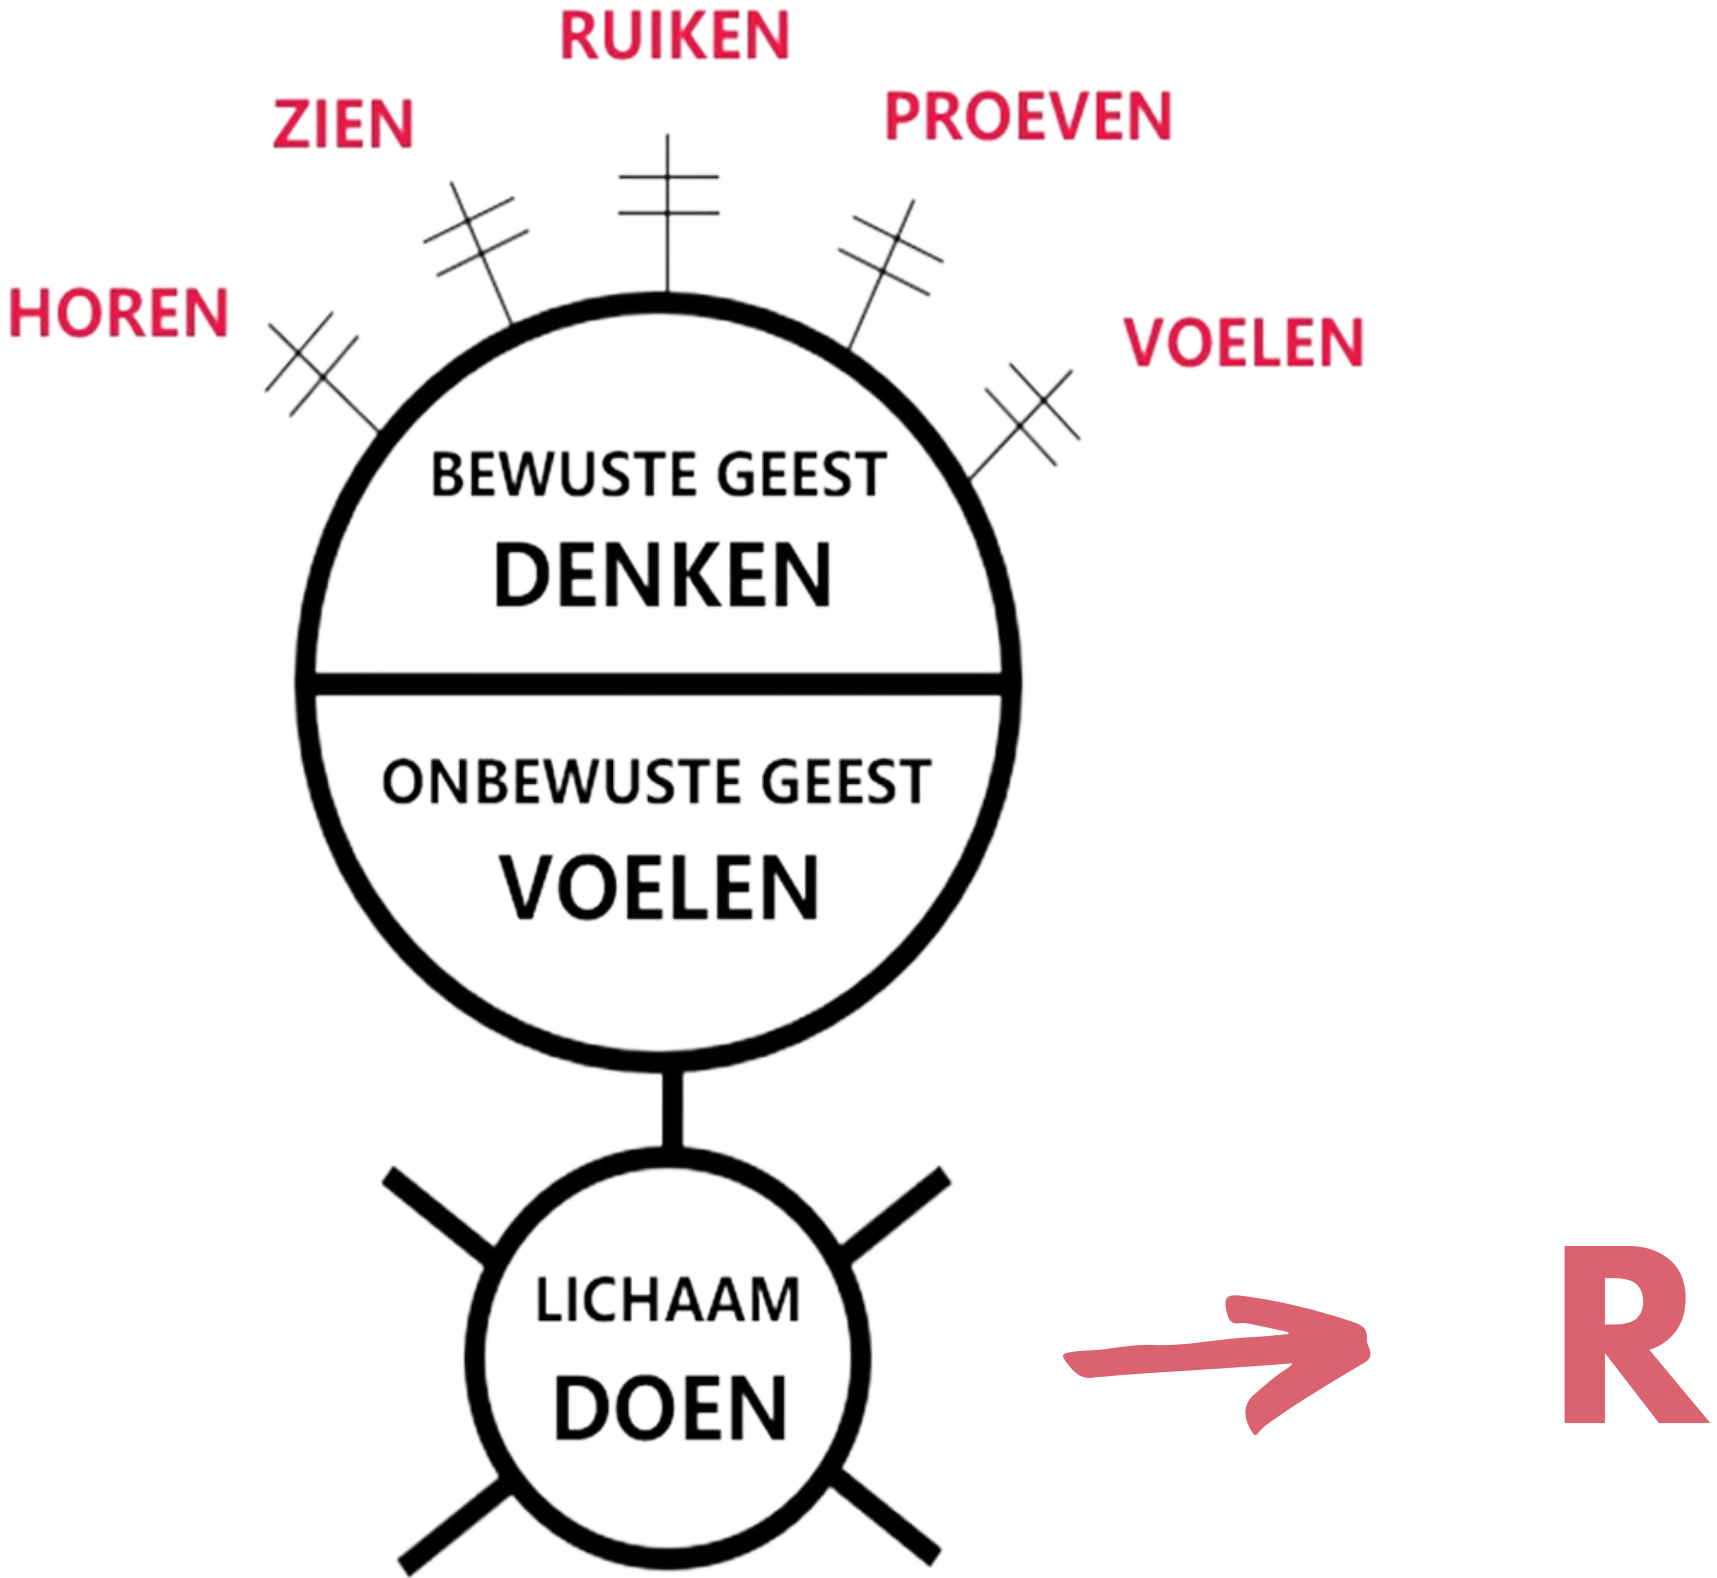 RUIKEN
ZIEN
PROEVEN
HOREN
VOELEN
BEWUSTE GEEST
DENKEN
ONBEWUSTE GEEST
VOELEN
LICHAAM
DOEN
R